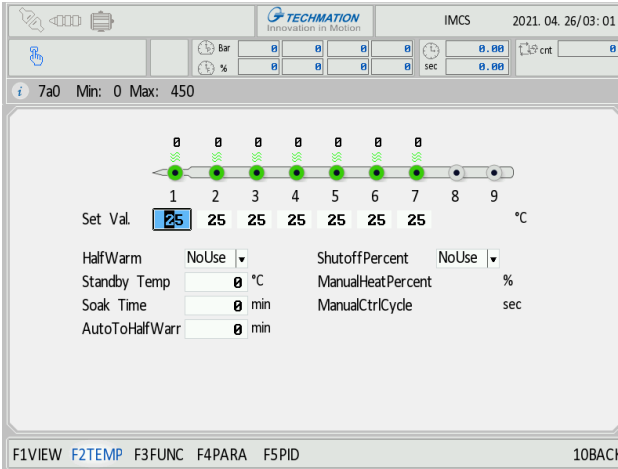 TECHMATION IMCS 2021. 04. 26/03: 01
Innovation in Motion
Bar 0 0 0 0 0.00 cnt 0
% 0 0 0 0 sec 0.00
i 7a0 Min: 0 Max: 450
0 0 0 0 0 0 0
1 2 3 4 5 6 7 8 9
Set Val. 25 25 25 25 25 25 25 °C
HalfWarm NoUse ShutoffPercent NoUse
Standby Temp 0 °C ManualHeatPercent %
Soak Time 0 min ManualCtrlCycle sec
AutoToHalfWarr 0 min
F1VIEW F2TEMP F3FUNC F4PARA F5PID 10BACK